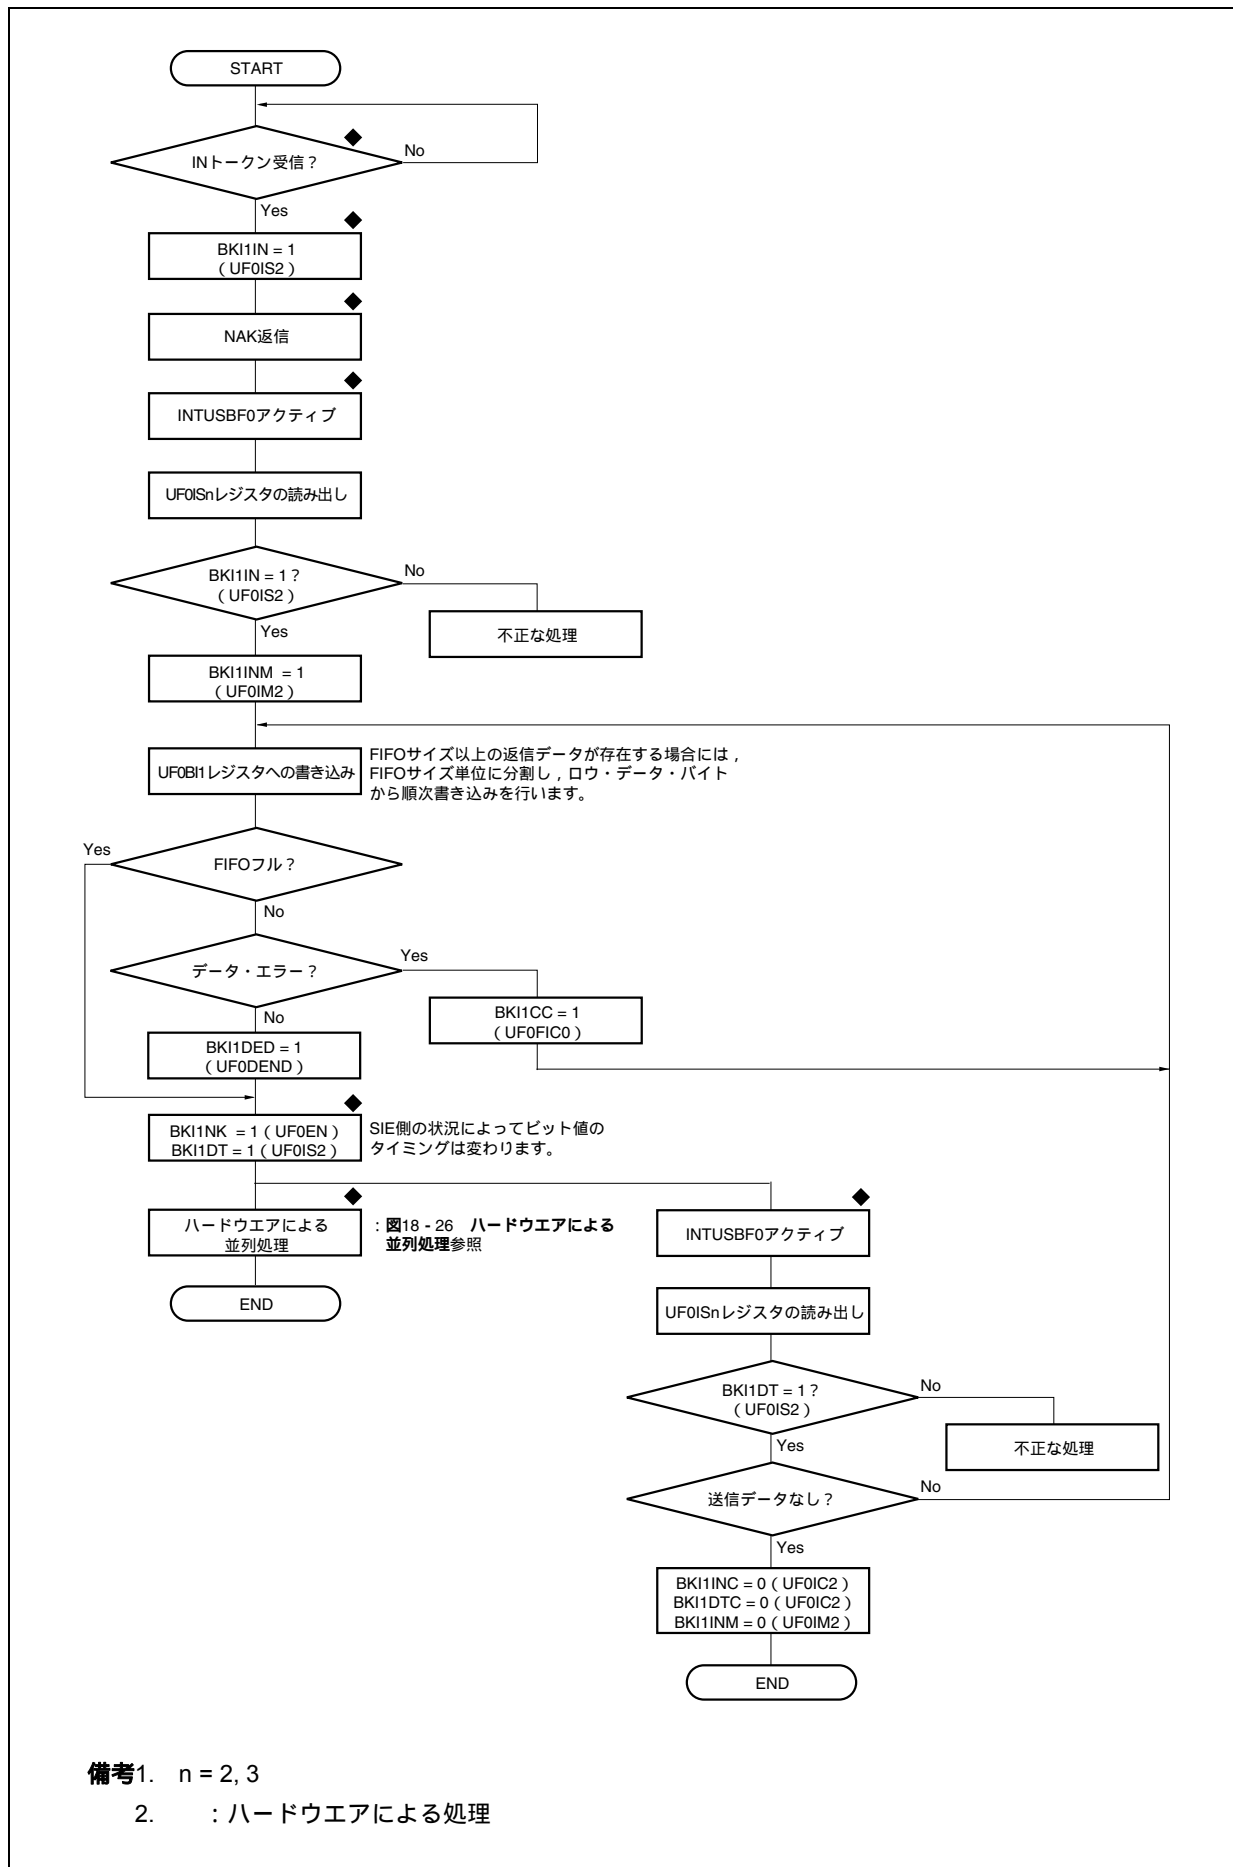 START
INトークン受信？
No
Yes
BKI1IN = 1
（UF0IS2）
NAK返信
INTUSBF0アクティブ
UF0ISnレジスタの読み出し
BKI1IN = 1？
（UF0IS2）
No
不正な処理
Yes
BKI1INM = 1
（UF0IM2）
UF0BI1レジスタへの書き込み
FIFOサイズ以上の返信データが存在する場合には，
FIFOサイズ単位に分割し，ロウ・データ・バイト
から順次書き込みを行います。
Yes
FIFOフル？
No
データ・エラー？
Yes
BKI1CC = 1
（UF0FIC0）
No
BKI1DED = 1
（UF0DEND）
BKI1NK = 1（UF0EN）
BKI1DT = 1（UF0IS2）
SIE側の状況によってビット値の
タイミングは変わります。
ハードウエアによる
並列処理
：図18 - 26 ハードウエアによる
並列処理参照
END
INTUSBF0アクティブ
UF0ISnレジスタの読み出し
BKI1DT = 1？
（UF0IS2）
No
不正な処理
Yes
送信データなし？
No
Yes
BKI1INC = 0（UF0IC2）
BKI1DTC = 0（UF0IC2）
BKI1INM = 0（UF0IM2）
END
備考1. n = 2, 3
2. ：ハードウエアによる処理